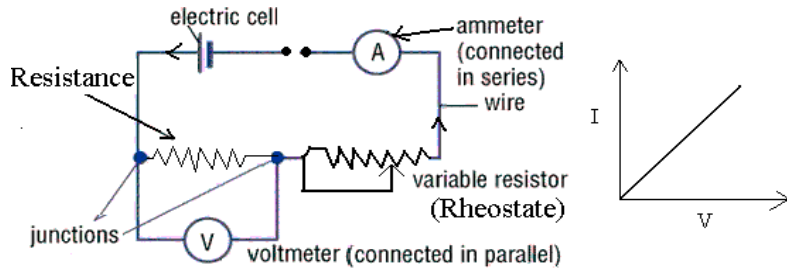 electric cell
ammeter
(connected
in series)
A
Resistance
wire
I
variable resistor
(Rheostate)
V
junctions
V
voltmeter (connected in parallel)